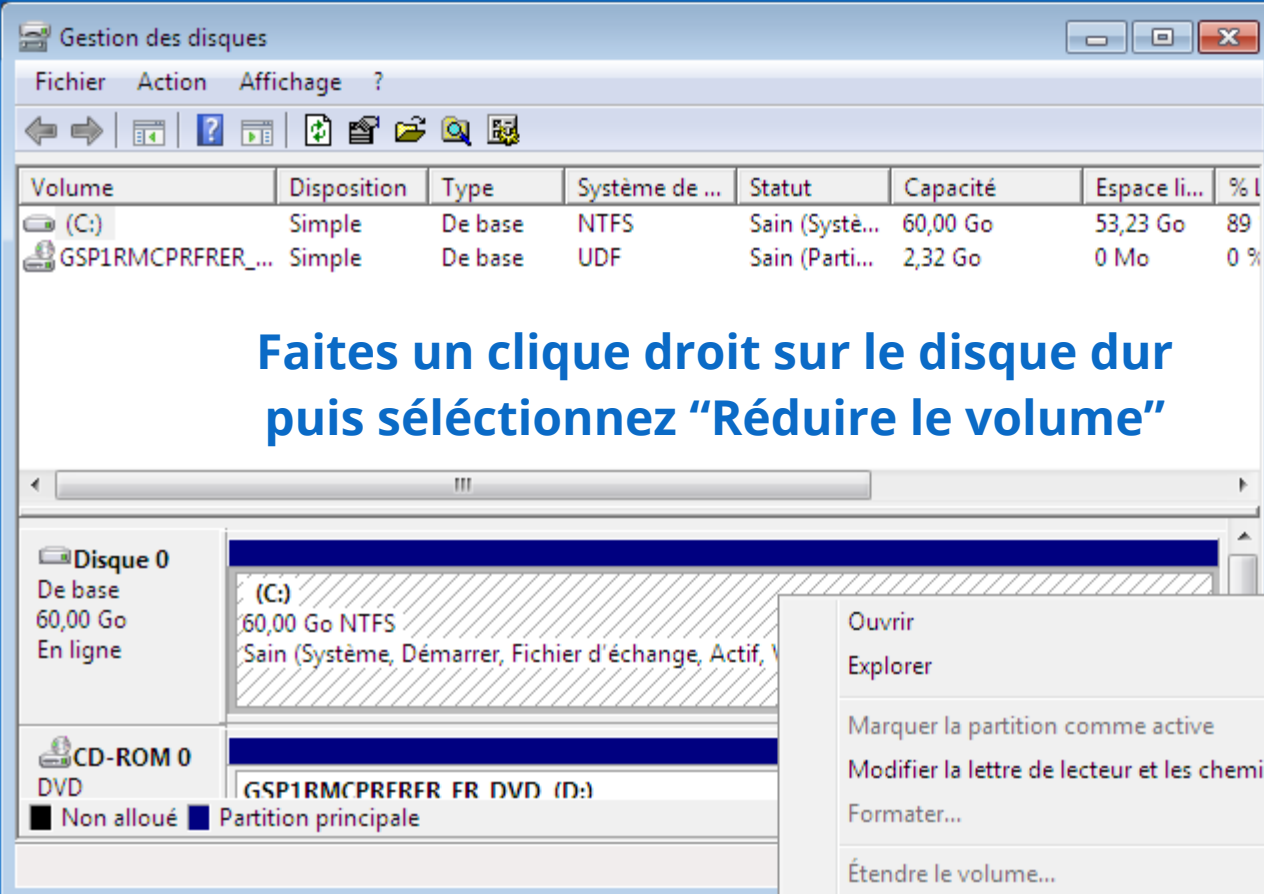 Gestion des disques
Fichier Action Affichage ?
Volume Disposition Type Système de ... Statut Capacité Espace li... % L
(C:) Simple De base NTFS Sain (Systè... 60,00 Go 53,23 Go 89
GSP1RMCPRFRER_... Simple De base UDF Sain (Parti... 2,32 Go 0 Mo 0 %
Faites un clique droit sur le disque dur
puis séléctionnez “Réduire le volume”
Disque 0
De base
60,00 Go
En ligne
(C:)
60,00 Go NTFS
Sain (Système, Démarrer, Fichier d'échange, Actif,
CD-ROM 0
DVD
GSP1RMCPRFRER_FR_DVD (D:)
Non alloué Partition principale
Ouvrir
Explorer
Marquer la partition comme active
Modifier la lettre de lecteur et les chemi
Formater...
Étendre le volume...